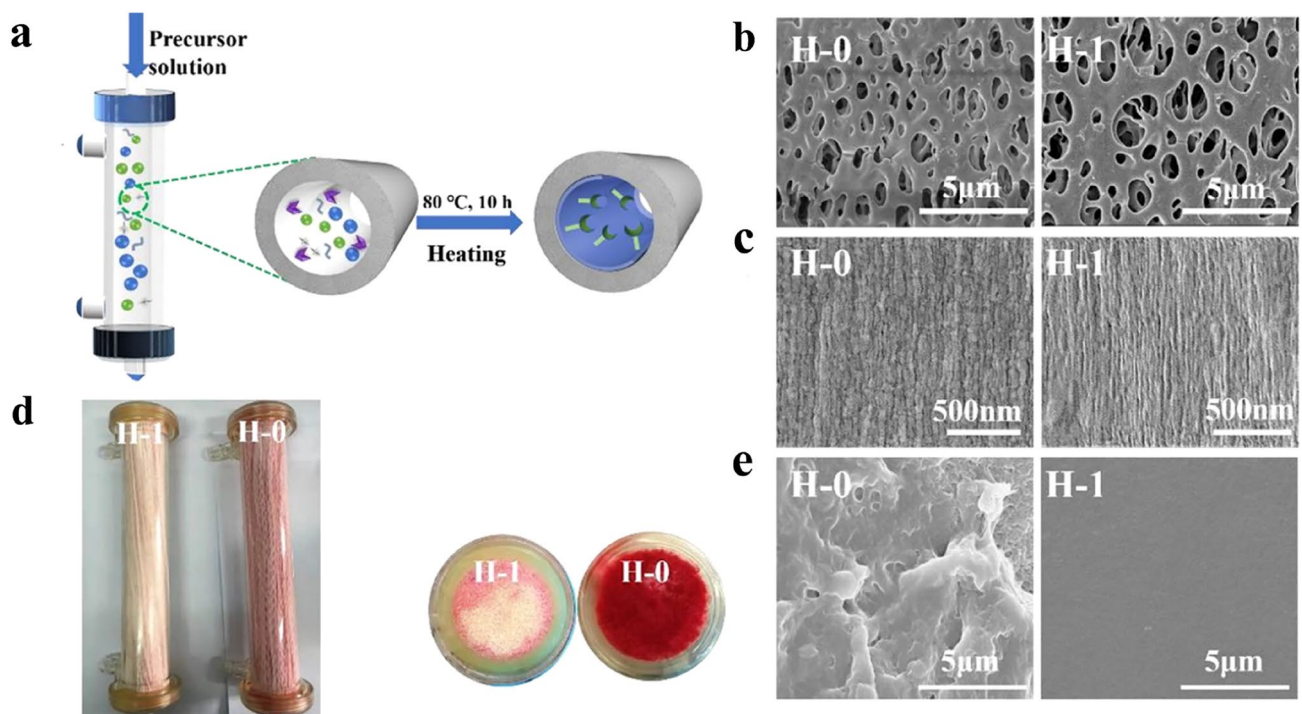 a
Precursor
solution
80 °C, 10 h
Heating
b
H-0
5μm
H-1
5μm
c
H-0
500nm
H-1
500nm
d
H-1
H-0
H-1
H-0
e
H-0
5μm
H-1
5μm